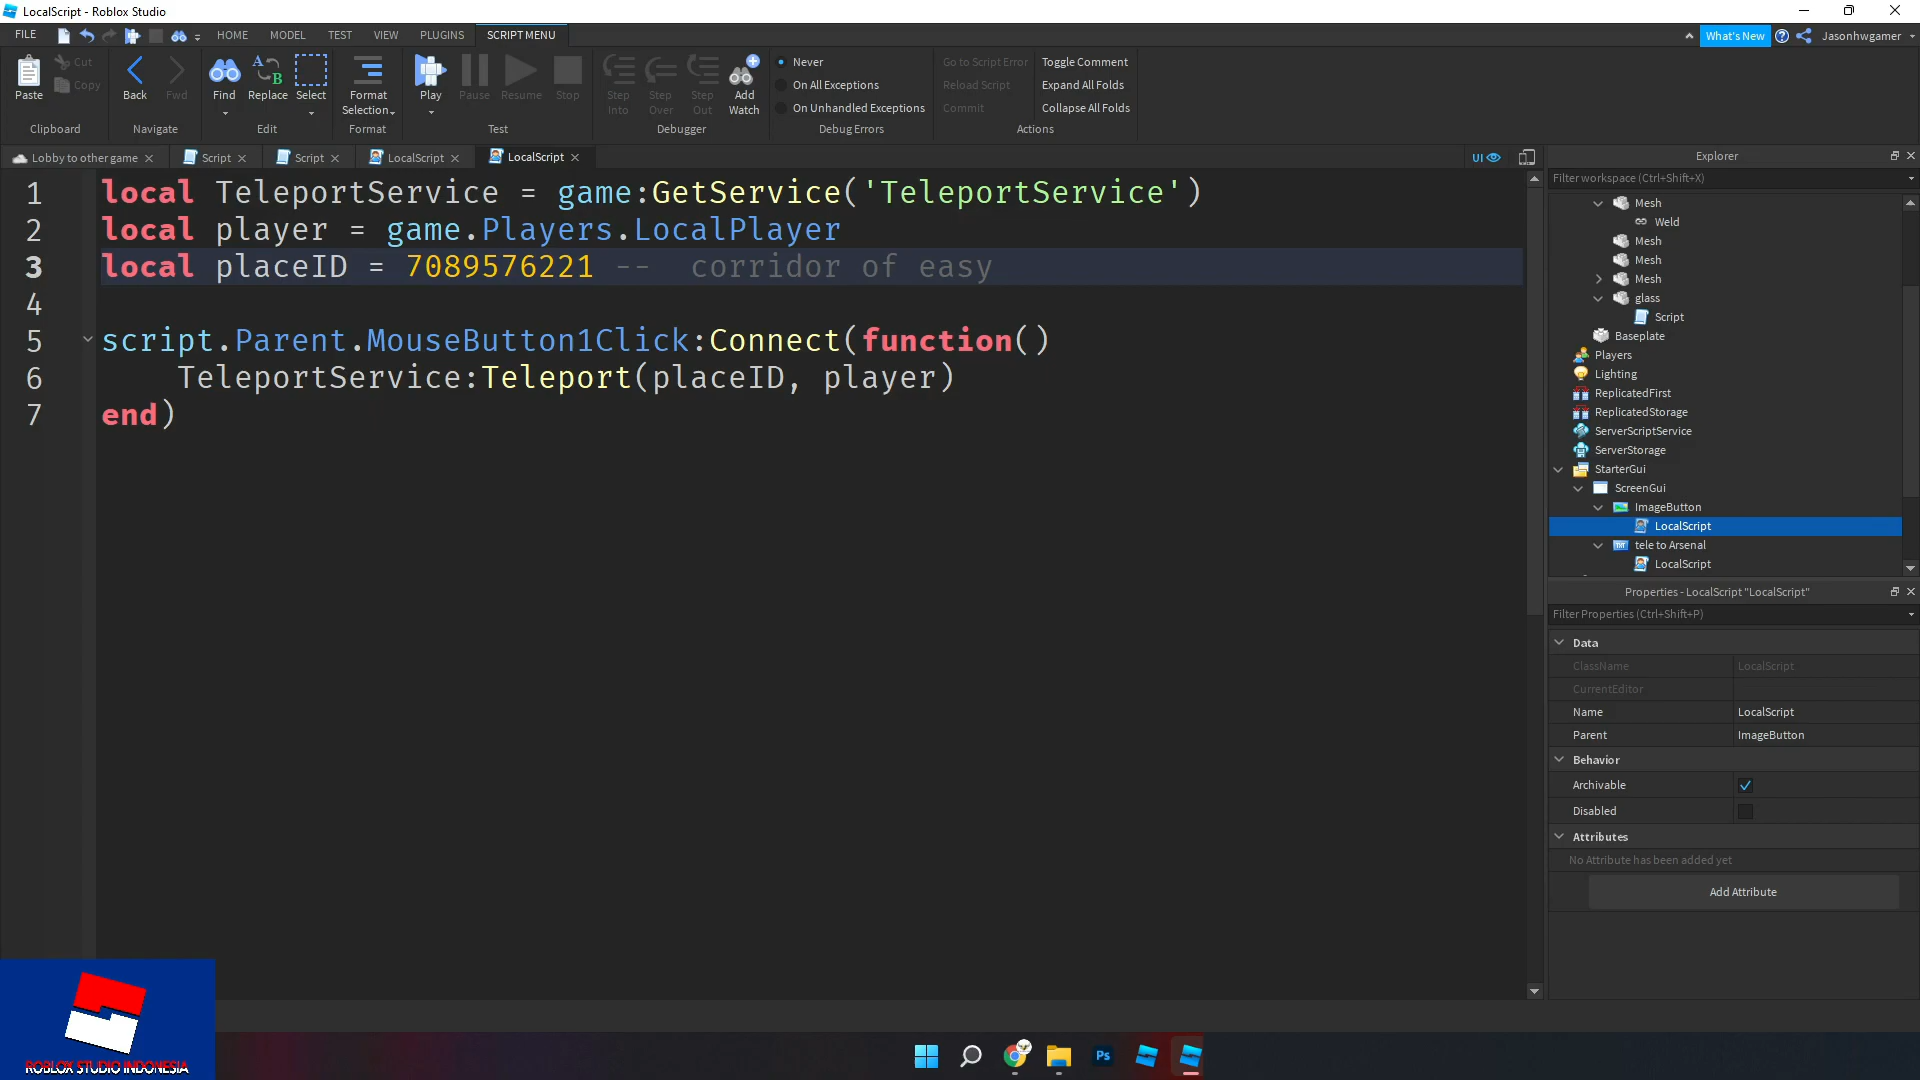 LocalScript - Roblox Studio
FILE
HOME
MODEL
TEST
VIEW
PLUGINS
SCRIPT MENU
What's New
Jasonhwgamer
Paste
Cut
Copy
Clipboard
Back
Fwd
Navigate
Find
Replace
Select
Edit
Format
Selection
Format
Play
Pause
Resume
Stop
Test
Step
Into
Step
Over
Step
Out
Add
Watch
Debugger
Never
On All Exceptions
On Unhandled Exceptions
Debug Errors
Go to Script Error
Reload Script
Commit
Toggle Comment
Expand All Folds
Collapse All Folds
Actions
Lobby to other game
Script
Script
LocalScript
LocalScript
UI
1 local TeleportService = game:GetService('TeleportService')
2 local player = game.Players.LocalPlayer
3 local placeID = 7089576221 --  corridor of easy
4
5 script.Parent.MouseButton1Click:Connect(function()
6     TeleportService:Teleport(placeID, player)
7 end)
Explorer
Filter workspace (Ctrl+Shift+X)
Mesh
Weld
Mesh
Mesh
Mesh
glass
Script
Baseplate
Players
Lighting
ReplicatedFirst
ReplicatedStorage
ServerScriptService
ServerStorage
StarterGui
ScreenGui
ImageButton
LocalScript
TXT tele to Arsenal
LocalScript
Properties - LocalScript "LocalScript"
Filter Properties (Ctrl+Shift+P)
Data
ClassName LocalScript
CurrentEditor
Name LocalScript
Parent ImageButton
Behavior
Archivable
Disabled
Attributes
No Attribute has been added yet
Add Attribute
ROBLOX STUDIO INDONESIA
Ps